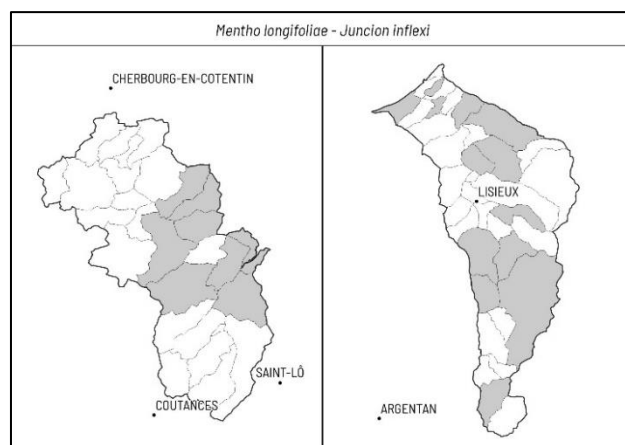 Mentho longifoliae - Juncion inflexi
CHERBOURG-EN-COTENTIN
SAINT-LÔ
COUTANCES
LISIEUX
ARGENTAN